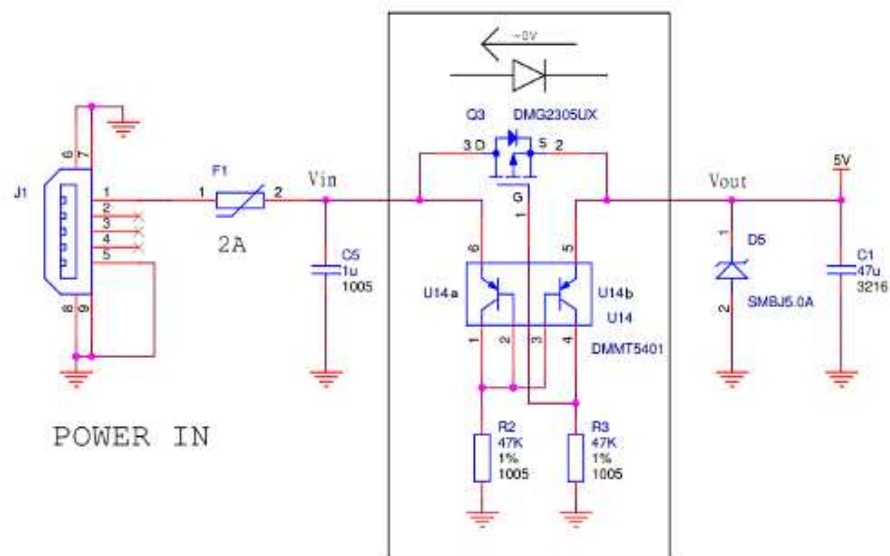 ~0V
Q3 DMG2305UX
3 D S 2
G
1
J1
6 7
1
2
3
4
5
8 9
F1
1 2
2A
Vin
C5
1u
1005
6 5
U14a U14b
U14
1 2 3 4
DMMT5401
R2
47K
1%
1005
R3
47K
1%
1005
Vout
5V
1
D5
2
SMBJ5.0A
C1
47u
3216
POWER IN